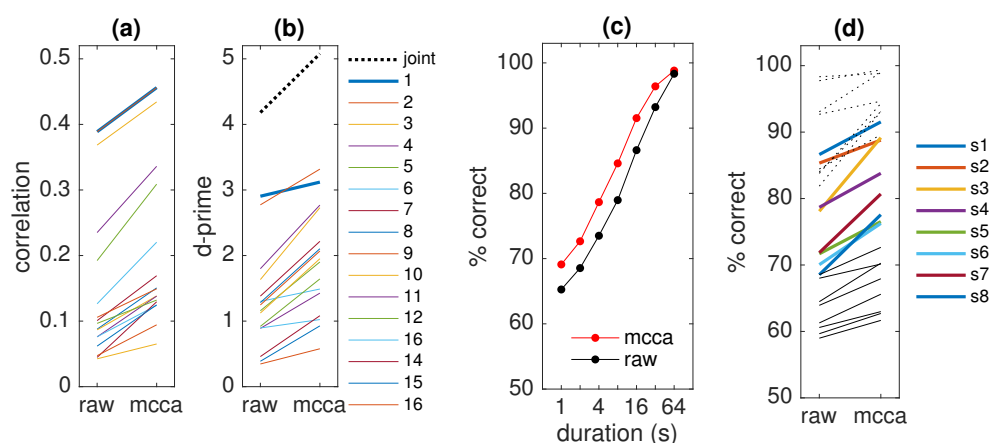 (a)
correlation
0.5
0.4
0.3
0.2
0.1
0
raw mcca
(b)
d-prime
5
4
3
2
1
0
raw mcca
joint
1
2
3
4
5
6
7
8
9
10
11
12
16
14
15
16
(c)
% correct
100
90
80
70
60
50
mcca
raw
1 4 16 64
duration (s)
(d)
% correct
100
90
80
70
60
50
raw mcca
s1
s2
s3
s4
s5
s6
s7
s8